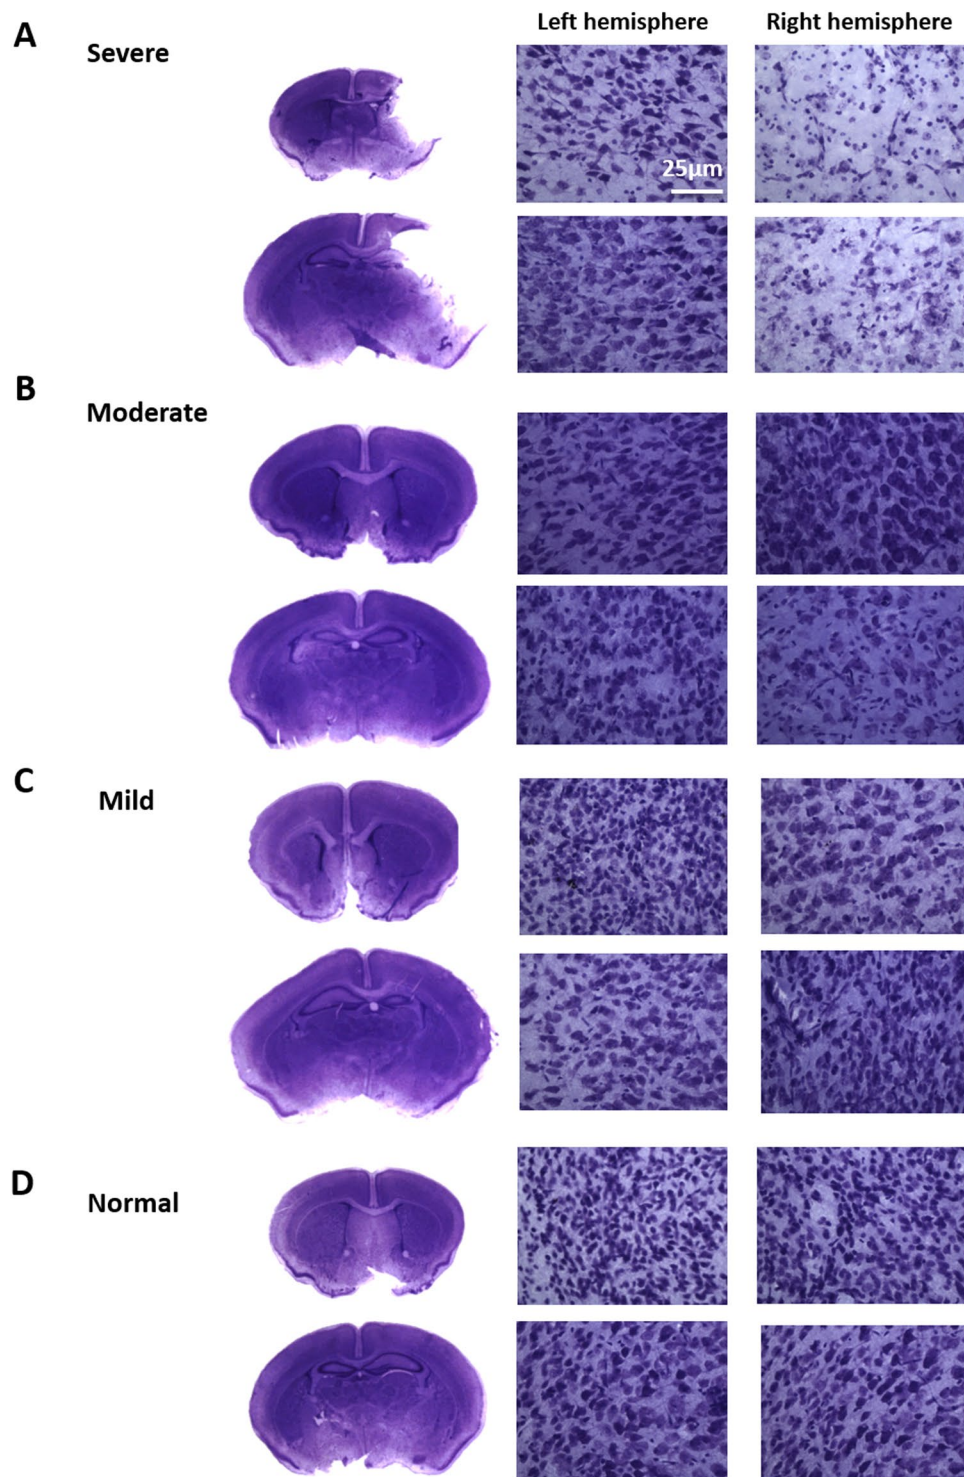 Left hemisphere Right hemisphere
A
Severe
25µm
B
Moderate
C
Mild
D
Normal